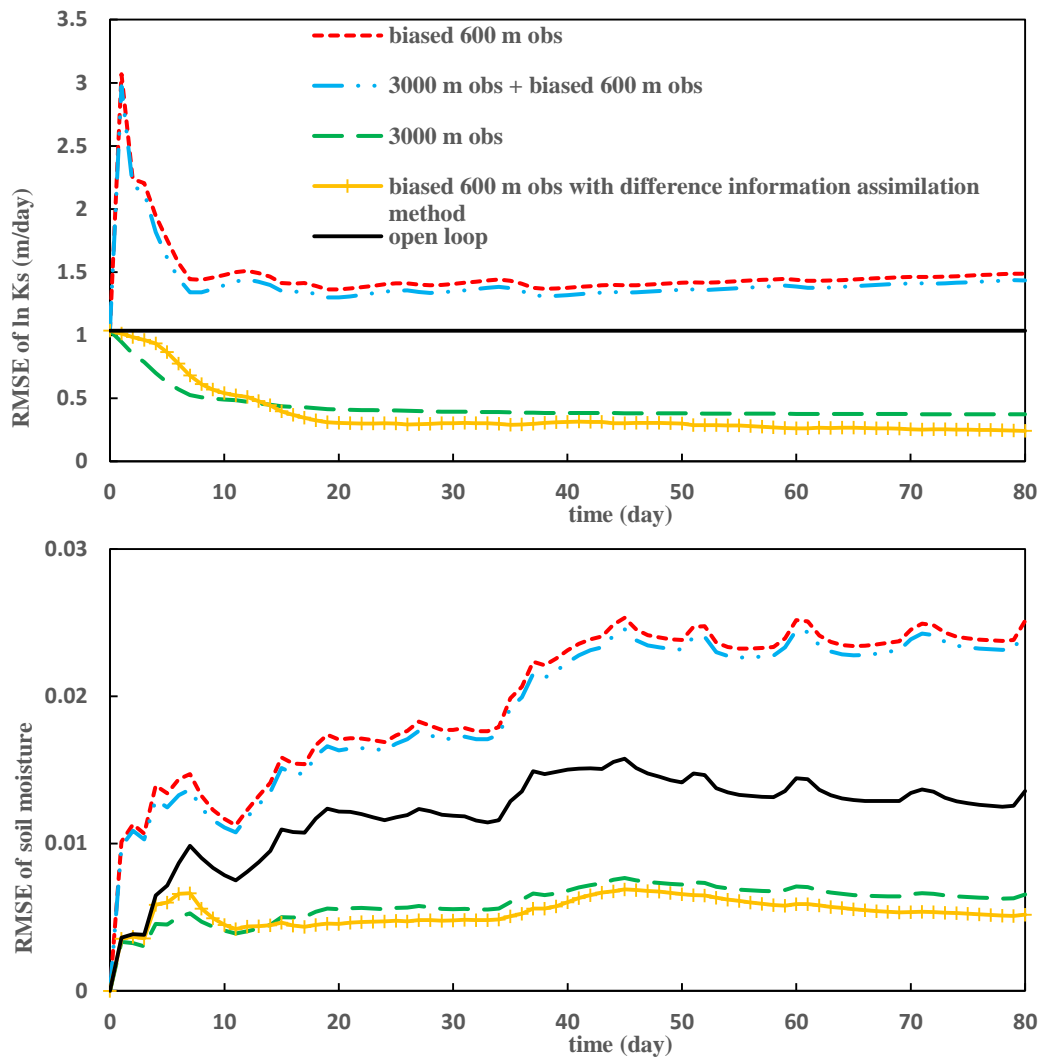 3.5
3
2.5
2
1.5
1
0.5
0
RMSE of ln Ks (m/day)
biased 600 m obs
3000 m obs + biased 600 m obs
3000 m obs
biased 600 m obs with difference information assimilation
method
open loop
0 10 20 30 40 50 60 70 80
time (day)
0.03
0.02
0.01
0
RMSE of soil moisture
0 10 20 30 40 50 60 70 80
time (day)